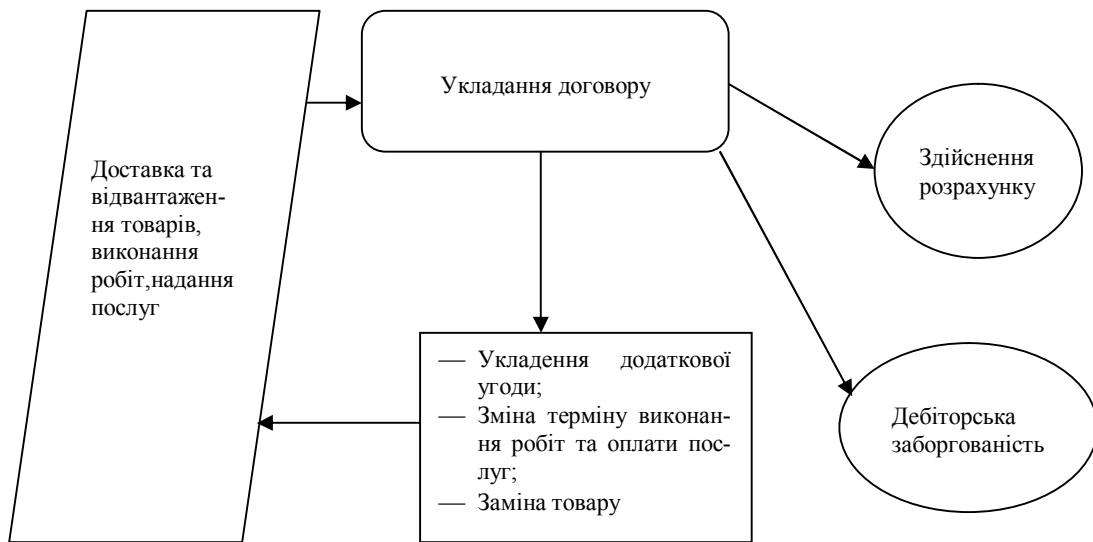 Укладання договору
Здійснення
розрахунку
Доставка та
відвантажен-
ня товарів,
виконання
робіт,надання
послуг
— Укладення додаткової
угоди;
— Зміна терміну виконан-
ня робіт та оплати пос-
луг;
— Заміна товару
Дебіторська
заборгованість